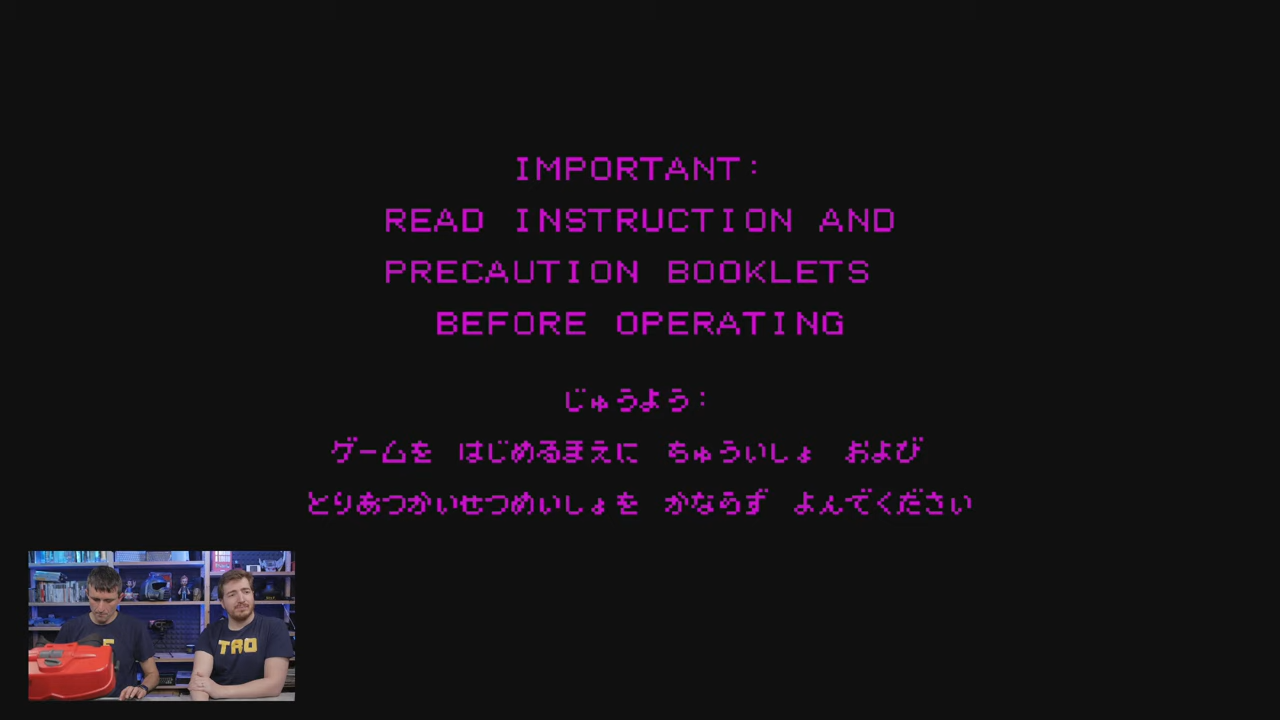 IMPORTANT:
READ INSTRUCTION AND
PRECAUTION BOOKLETS
BEFORE OPERATING
じゅうよう:
ゲームを はじめるまえに ちゅういしょ および
とりあつかいせつめいしょを かならず よんでください
TRO